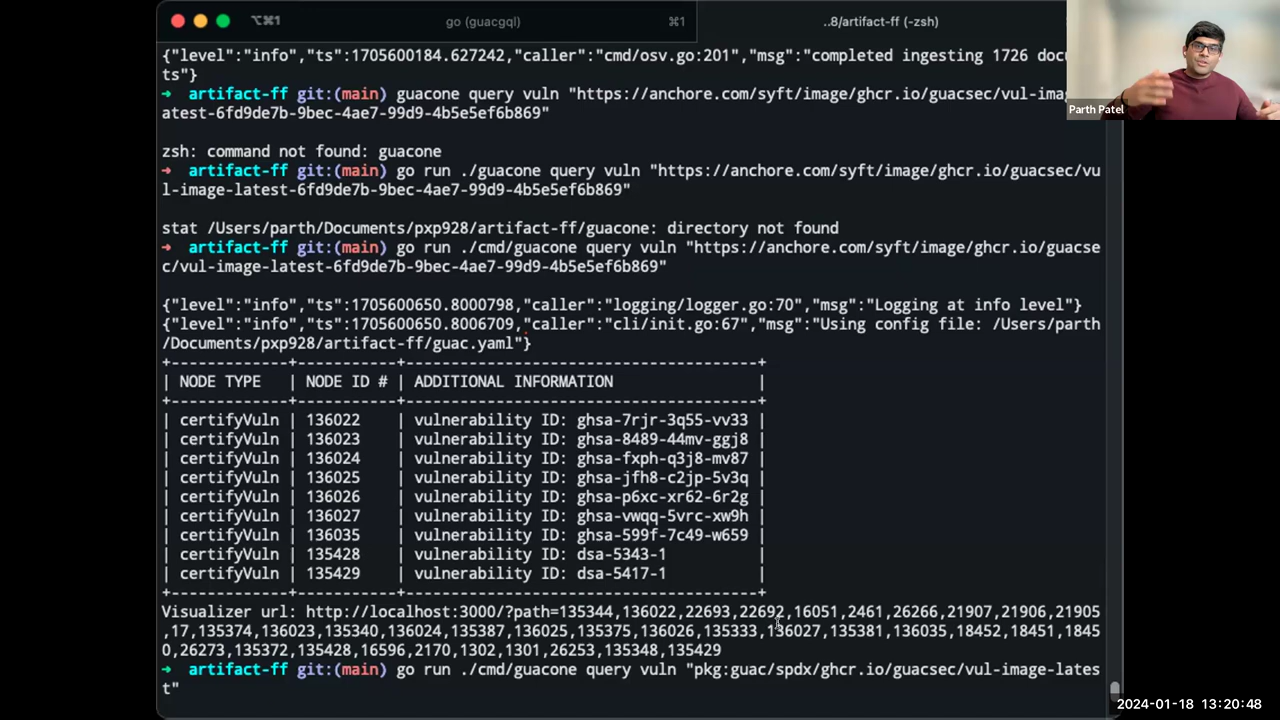 ⌥⌘1 go (guacgql) ⌘1 ..8/artifact-ff (-zsh)
{"level":"info","ts":1705600184.627242,"caller":"cmd/osv.go:201","msg":"completed ingesting 1726
ts"}
➜ artifact-ff git:(main) guacone query vuln "https://anchore.com/syft/image/ghcr.io/guacsec/vul-
atest-6fd9de7b-9bec-4ae7-99d9-4b5e5ef6b869"
zsh: command not found: guacone
➜ artifact-ff git:(main) go run ./guacone query vuln "https://anchore.com/syft/image/ghcr.io/guacsec/vu
l-image-latest-6fd9de7b-9bec-4ae7-99d9-4b5e5ef6b869"
stat /Users/parth/Documents/pxp928/artifact-ff/guacone: directory not found
➜ artifact-ff git:(main) go run ./cmd/guacone query vuln "https://anchore.com/syft/image/ghcr.io/guacse
c/vul-image-latest-6fd9de7b-9bec-4ae7-99d9-4b5e5ef6b869"
{"level":"info","ts":1705600650.8000798,"caller":"logging/logger.go:70","msg":"Logging at info level"}
{"level":"info","ts":1705600650.8006709,"caller":"cli/init.go:67","msg":"Using config file: /Users/parth
/Documents/pxp928/artifact-ff/guac.yaml"}
+-------------+-----------+---------------------------------------+
| NODE TYPE | NODE ID # | ADDITIONAL INFORMATION |
+-------------+-----------+---------------------------------------+
| certifyVuln | 136022 | vulnerability ID: ghsa-7rjr-3q55-vv33 |
| certifyVuln | 136023 | vulnerability ID: ghsa-8489-44mv-ggj8 |
| certifyVuln | 136024 | vulnerability ID: ghsa-fxph-q3j8-mv87 |
| certifyVuln | 136025 | vulnerability ID: ghsa-jfh8-c2jp-5v3q |
| certifyVuln | 136026 | vulnerability ID: ghsa-p6xc-xr62-6r2g |
| certifyVuln | 136027 | vulnerability ID: ghsa-vwqq-5vrc-xw9h |
| certifyVuln | 136035 | vulnerability ID: ghsa-599f-7c49-w659 |
| certifyVuln | 135428 | vulnerability ID: dsa-5343-1 |
| certifyVuln | 135429 | vulnerability ID: dsa-5417-1 |
+-------------+-----------+---------------------------------------+
Visualizer url: http://localhost:3000/?path=135344,136022,22693,22692,16051,2461,26266,21907,21906,21905
,17,135374,136023,135340,136024,135387,136025,135375,136026,135333,136027,135381,136035,18452,18451,1845
0,26273,135372,135428,16596,2170,1302,1301,26253,135348,135429
➜ artifact-ff git:(main) go run ./cmd/guacone query vuln "pkg:guac/spdx/ghcr.io/guacsec/vul-image-lates
t"
Parth Patel
2024-01-18 13:20:48